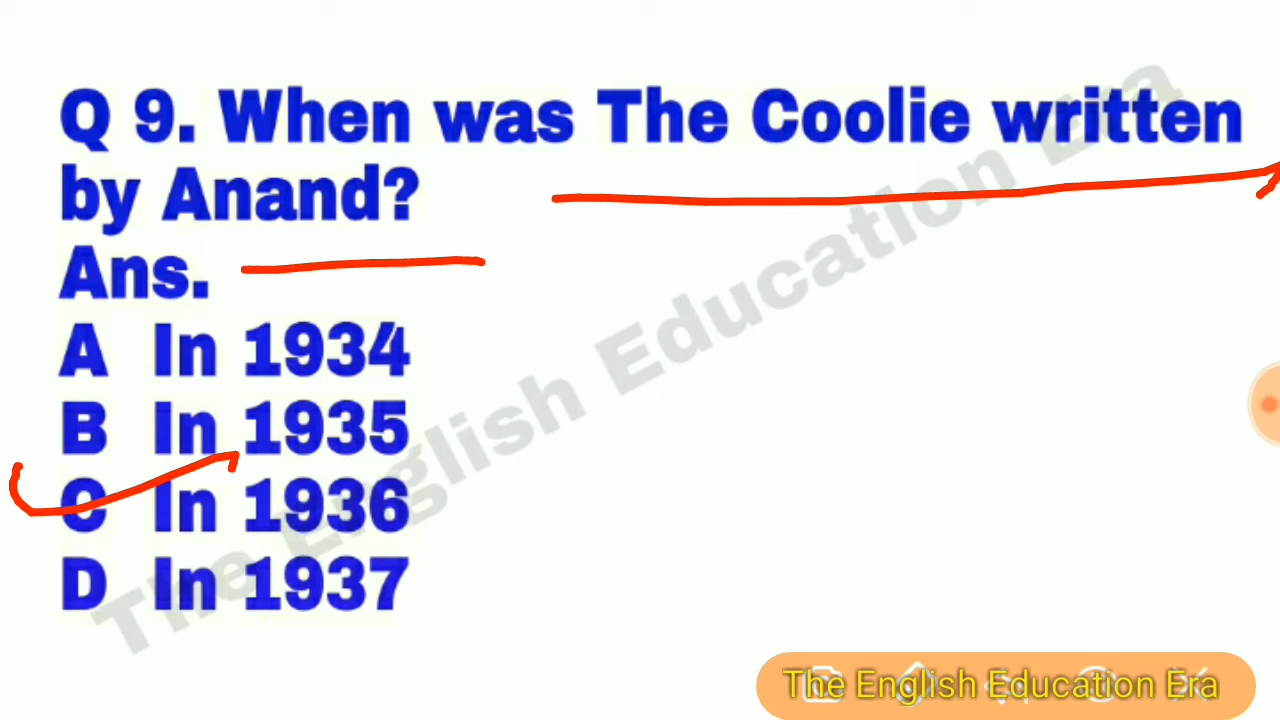 Q 9. When was The Coolie written
by Anand?
Ans.
A In 1934
B In 1935
C In 1936
D In 1937
The English Education Era
The English Education Era